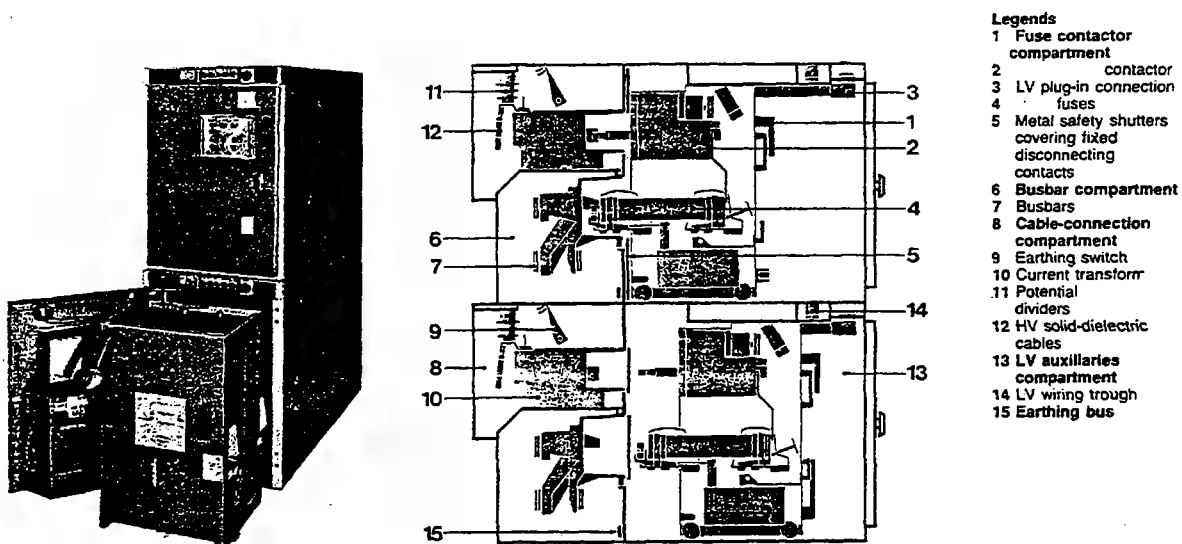 11
12
6
7
9
8
10
15
3
1
2
4
5
14
13
Legends
1 Fuse contactor
compartment
2 contactor
3 LV plug-in connection
4 fuses
5 Metal safety shutters
covering fixed
disconnecting
contacts
6 Busbar compartment
7 Busbars
8 Cable-connection
compartment
9 Earthing switch
10 Current transform
11 Potential
dividers
12 HV solid-dielectric
cables
13 LV auxillaries
compartment
14 LV wiring trough
15 Earthing bus